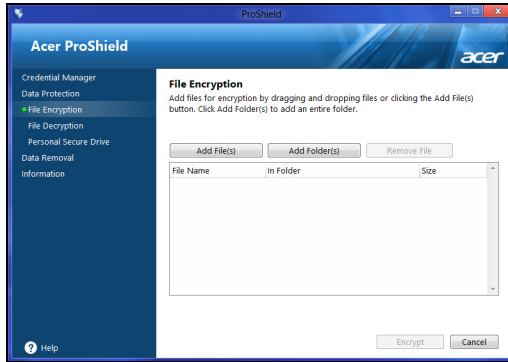 ProShield
Acer ProShield
acer
Credential Manager
Data Protection
File Encryption
File Decryption
Personal Secure Drive
Data Removal
Information
File Encryption
Add files for encryption by dragging and dropping files or clicking the Add File(s)
button. Click Add Folder(s) to add an entire folder.
Add File(s) Add Folder(s) Remove File
File Name In Folder Size
Encrypt Cancel
? Help